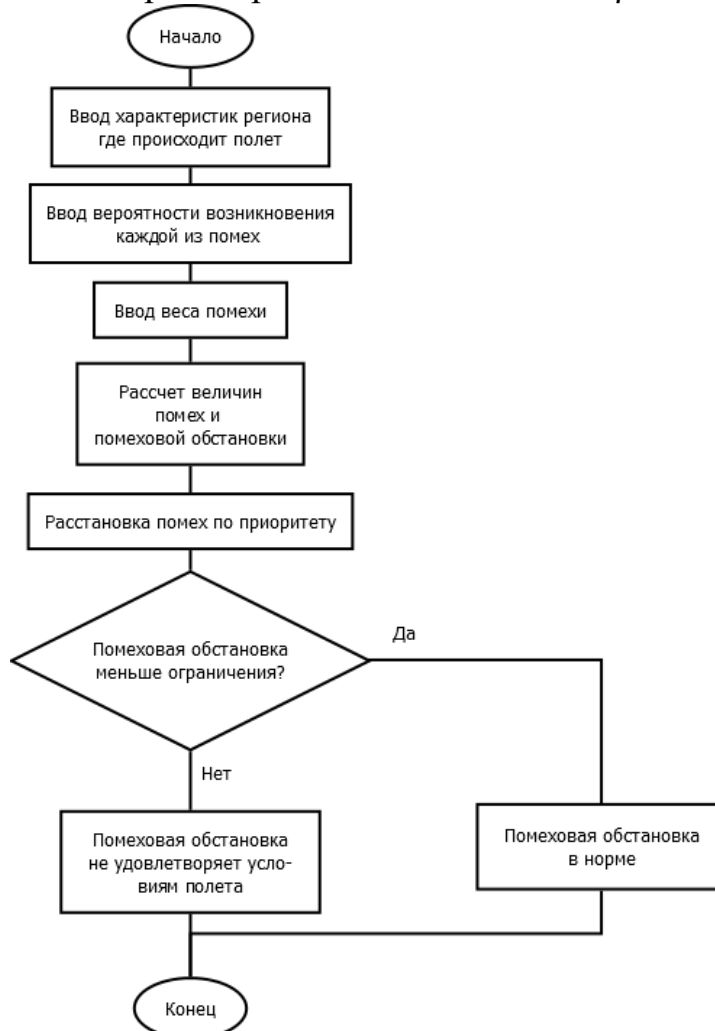 Начало
Ввод характеристик региона
где происходит полет
Ввод вероятности возникновения
каждой из помех
Ввод веса помехи
Рассчет величин
помех и
помеховой обстановки
Расстановка помех по приоритету
Помеховая обстановка
меньше ограничения?
Да
Нет
Помеховая обстановка
не удовлетворяет усло-
виям полета
Помеховая обстановка
в норме
Конец